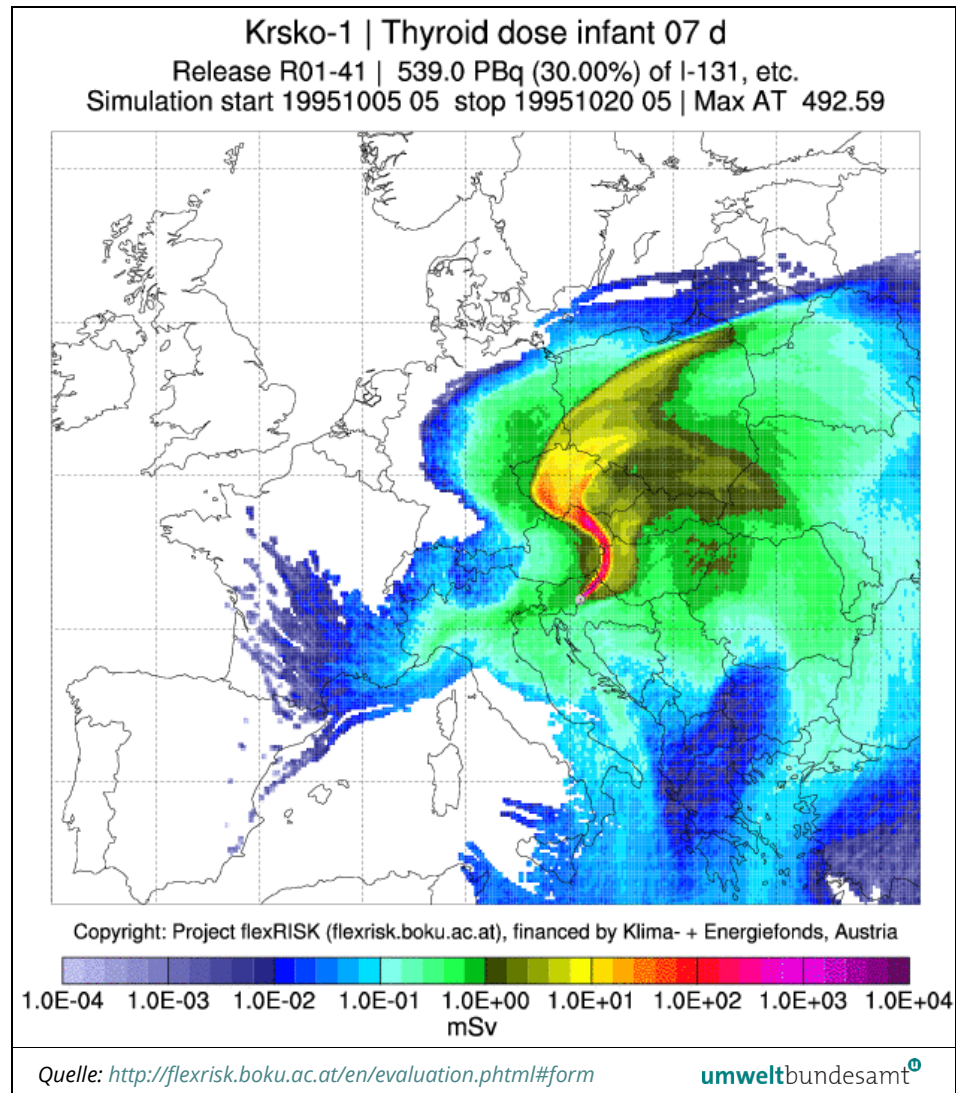 Krsko-1 | Thyroid dose infant 07 d
Release R01-41 | 539.0 PBq (30.00%) of I-131, etc.
Simulation start 19951005 05 stop 19951020 05 | Max AT 492.59
Copyright: Project flexRISK (flexrisk.boku.ac.at), financed by Klima- + Energiefonds, Austria
1.0E-04 1.0E-03 1.0E-02 1.0E-01 1.0E+00 1.0E+01 1.0E+02 1.0E+03 1.0E+04
mSv
Quelle: http://flexrisk.boku.ac.at/en/evaluation.phtml#form
umweltbundesamt u